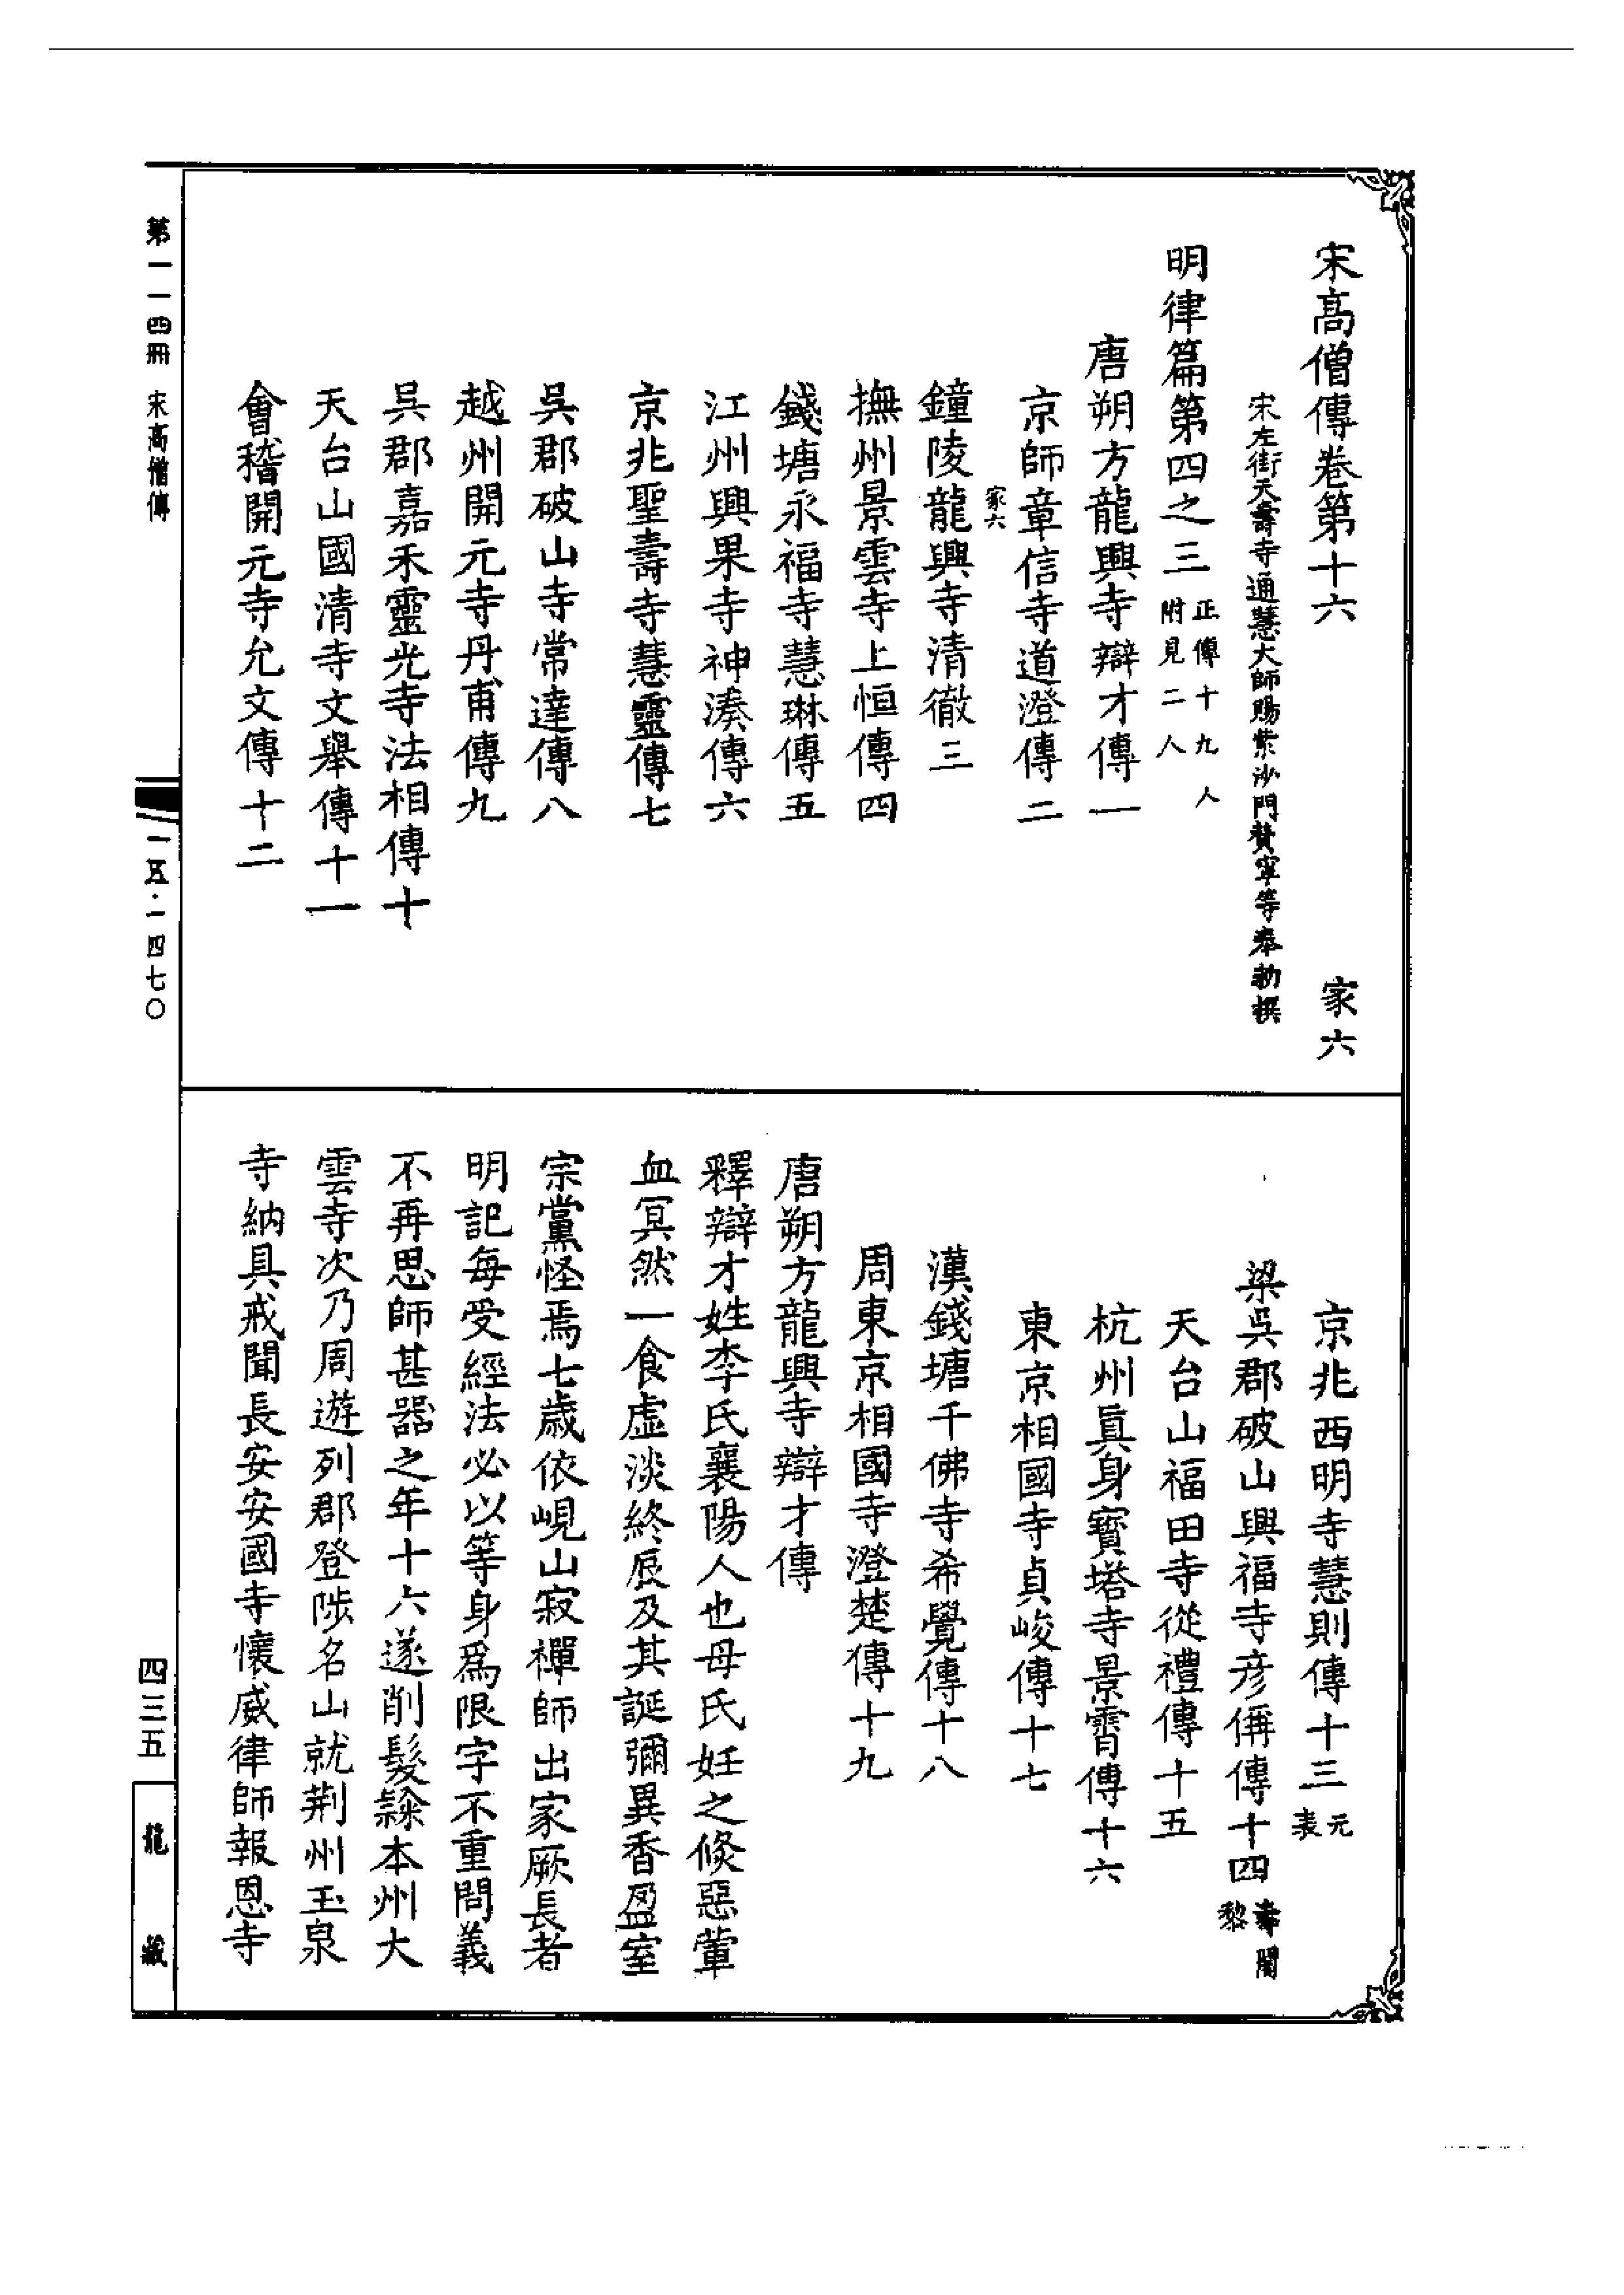 宋高僧傳卷第十六　家六
宋左街天壽寺通慧大師賜紫沙門贊寧等奉勅撰
明律篇第四之三 正傳十九人 附見二人
唐朔方龍興寺辯才傳一
京師章信寺道澄傳二
家六
鐘陵龍興寺清徹三
撫州景雲寺上恒傳四
錢塘永福寺慧琳傳五
江州興果寺神湊傳六
京兆聖壽寺慧靈傳七
吳郡破山寺常達傳八
越州開元寺丹甫傳九
吳郡嘉禾靈光寺法相傳十
天台山國清寺文舉傳十一
會稽開元寺允文傳十二
京兆西明寺慧則傳十三 元表
梁吳郡破山興福寺彥偁傳十四 壽闍黎
天台山福田寺從禮傳十五
杭州真身寶塔寺景霄傳十六
東京相國寺貞峻傳十七
漢錢塘千佛寺希覺傳十八
周東京相國寺澄楚傳十九
唐朔方龍興寺辯才傳
釋辯才姓李氏襄陽人也母氏妊之倐惡葷
血冥然一食虛淡終辰及其誕彌異香盈室
宗黨怪焉七歲依峴山寂禪師出家厥長者
明記每受經法必以等身爲限字不重問義
不再思師甚器之年十六遂削髮隸本州大
雲寺次乃周遊列郡登陟名山就荆州玉泉
寺納具戒聞長安安國寺懷威律師報恩寺
第一一四冊　宋高僧傳
一五·一四七〇
四三五
龍藏